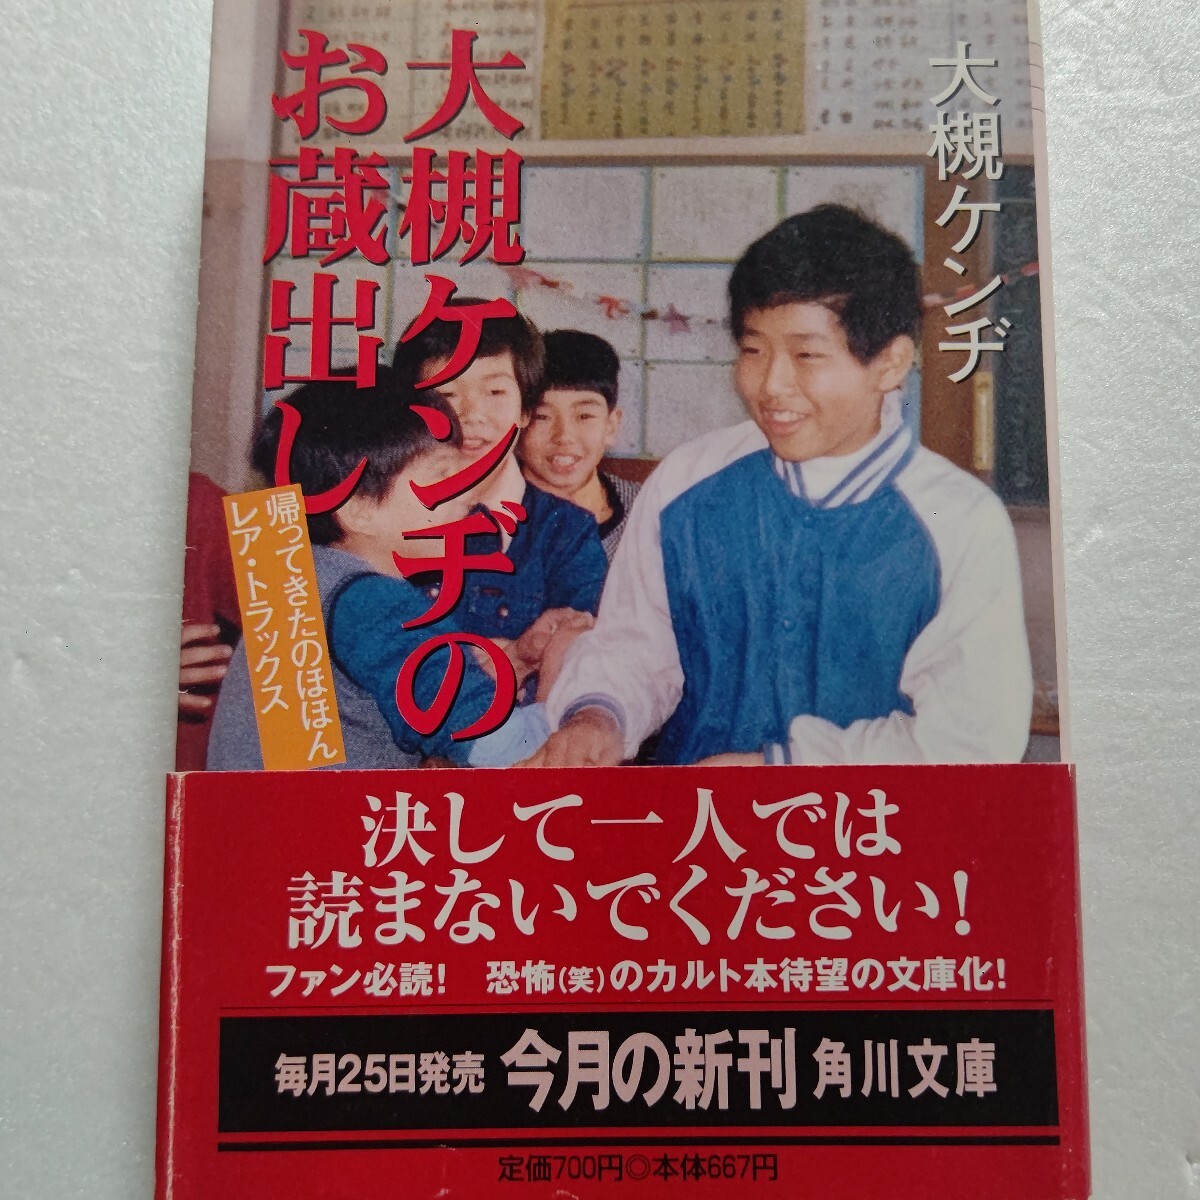 大槻ケンヂ
大槻ケンヂの
お蔵出し
帰ってきたのほほん
レア・トラックス
決して一人では
読まないでください!
ファン必読! 恐怖(笑)のカルト本待望の文庫化!
毎月25日発売 今月の新刊 角川文庫
定価700円◎本体667円